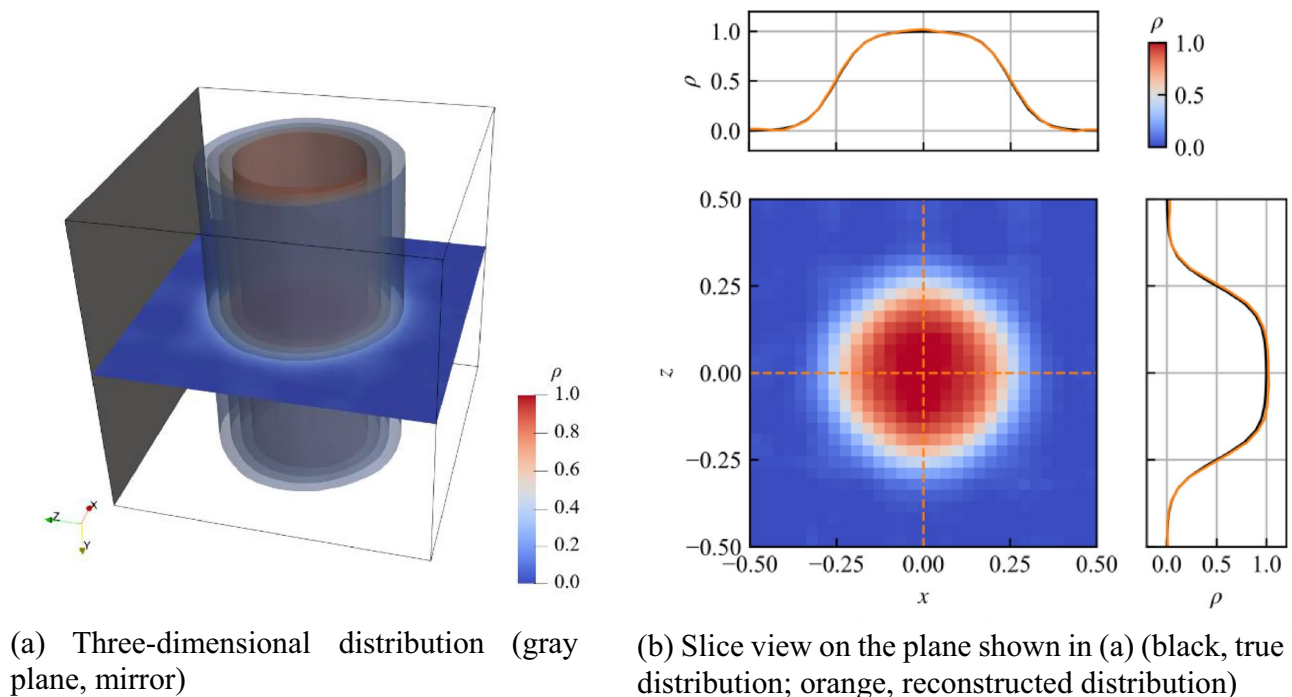 ρ
1.0
0.5
0.0
ρ
1.0
0.5
0.0
0.50
0.25
0.00
−0.25
−0.50
z
−0.50 −0.25 0.00 0.25 0.50
x
0.0 0.5 1.0
ρ
ρ
1.0
0.8
0.6
0.4
0.2
0.0
Z
X
Y
(a) Three-dimensional distribution (gray
plane, mirror)
(b) Slice view on the plane shown in (a) (black, true
distribution; orange, reconstructed distribution)